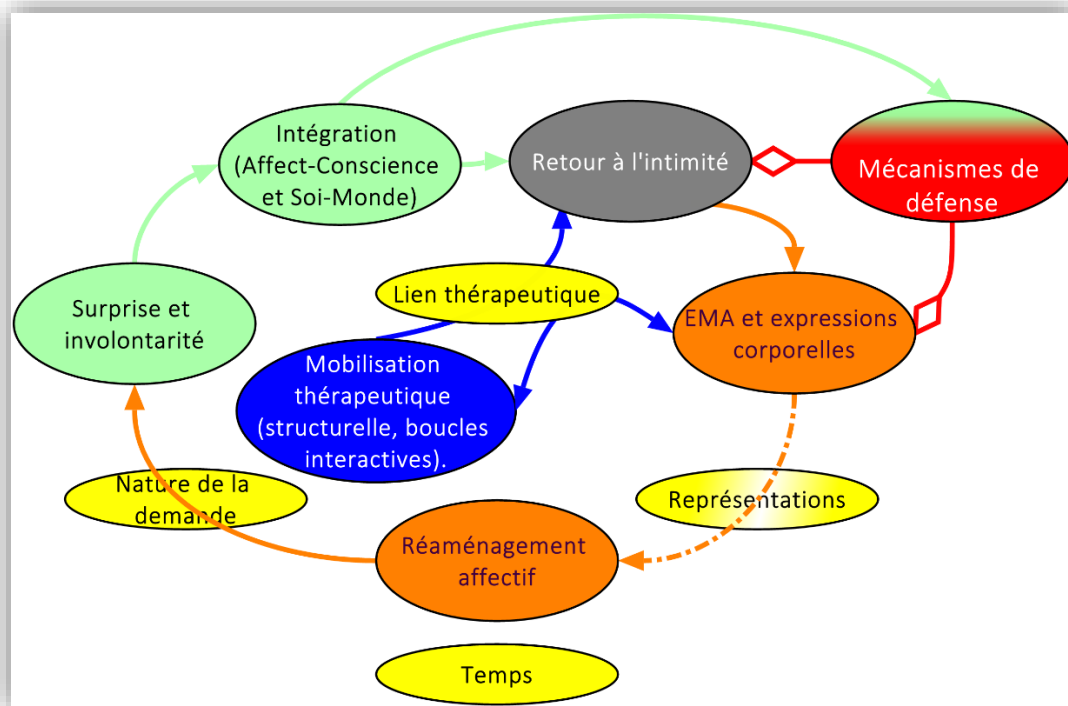 Intégration
(Affect-Conscience
et Soi-Monde)
Retour à l'intimité
Mécanismes de
défense
Surprise et
involontarité
Lien thérapeutique
EMA et expressions
corporelles
Mobilisation
thérapeutique
(structurelle, boucles
interactives).
Nature de la
demande
Représentations
Réaménagement
affectif
Temps